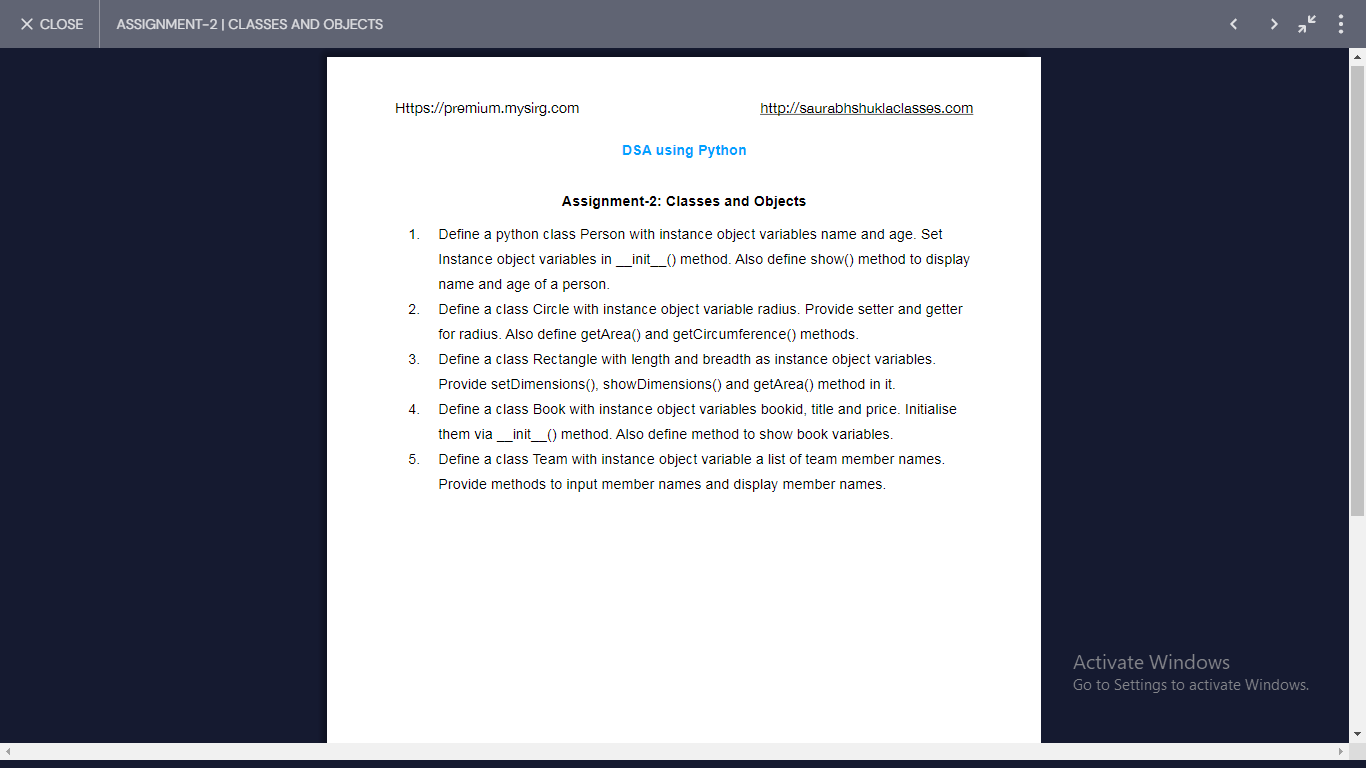 CLOSE
ASSIGNMENT-2 | CLASSES AND OBJECTS
Https://premium.mysirg.com
http://saurabhshuklaclasses.com
DSA using Python
Assignment-2: Classes and Objects
1. Define a python class Person with instance object variables name and age. Set
Instance object variables in __init__() method. Also define show() method to display
name and age of a person.
2. Define a class Circle with instance object variable radius. Provide setter and getter
for radius. Also define getArea() and getCircumference() methods.
3. Define a class Rectangle with length and breadth as instance object variables.
Provide setDimensions(), showDimensions() and getArea() method in it.
4. Define a class Book with instance object variables bookid, title and price. Initialise
them via __init__() method. Also define method to show book variables.
5. Define a class Team with instance object variable a list of team member names.
Provide methods to input member names and display member names.
Activate Windows
Go to Settings to activate Windows.